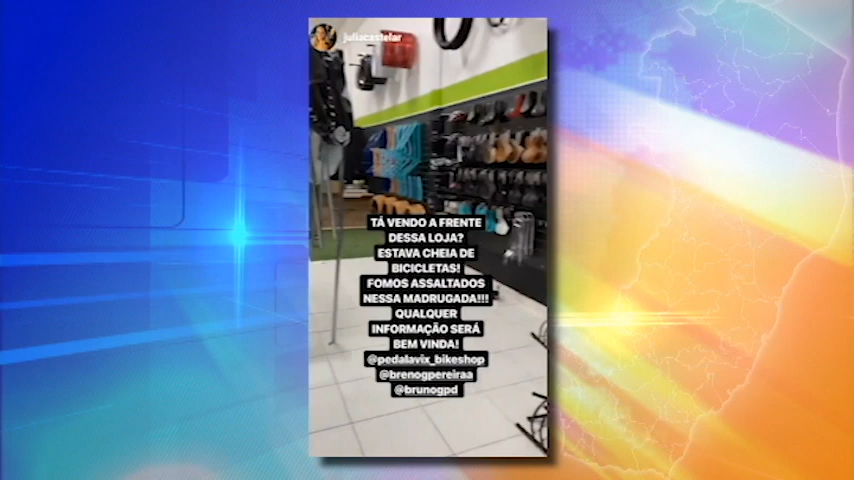 juliacastelar
TÁ VENDO A FRENTE
DESSA LOJA?
ESTAVA CHEIA DE
BICICLETAS!
FOMOS ASSALTADOS
NESSA MADRUGADA!!!
QUALQUER
INFORMAÇÃO SERÁ
BEM VINDA!
@pedalavix_bikeshop
@brenogpereiraa
@brunogpd